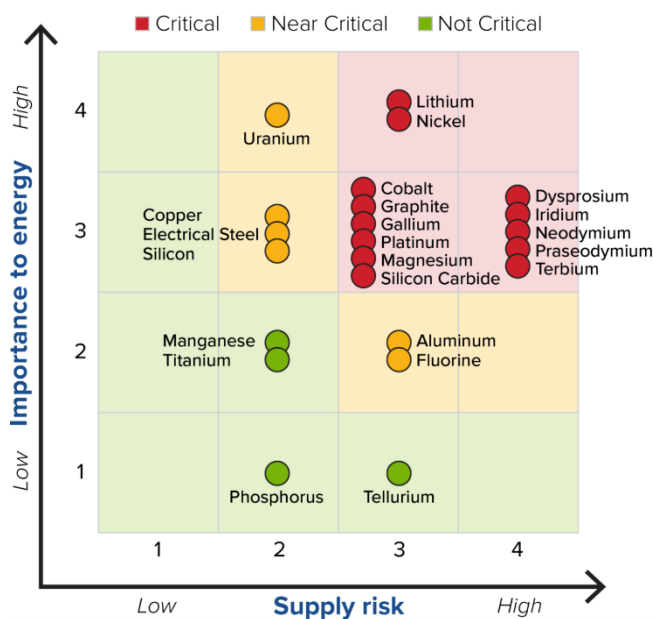 Critical
Near Critical
Not Critical
High
Importance to energy
Low
4
3
2
1
Lithium
Nickel
Uranium
Cobalt
Graphite
Gallium
Platinum
Magnesium
Silicon Carbide
Dysprosium
Iridium
Neodymium
Praseodymium
Terbium
Copper
Electrical Steel
Silicon
Manganese
Titanium
Aluminum
Fluorine
Phosphorus
Tellurium
1
2
3
4
Low
Supply risk
High